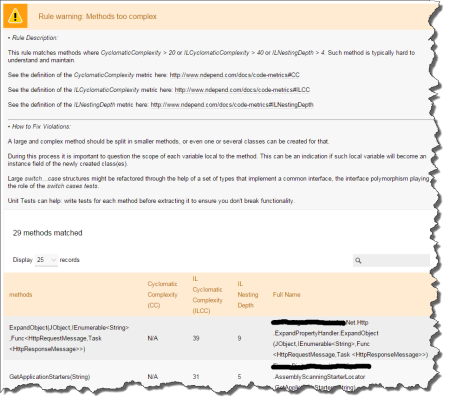 Rule warning: Methods too complex
• Rule Description:
This rule matches methods where CyclomaticComplexity > 20 or ILCyclomaticComplexity > 40 or ILNestingDepth > 4. Such method is typically hard to
understand and maintain.
See the definition of the CyclomaticComplexity metric here: http://www.ndepend.com/docs/code-metrics#CC
See the definition of the ILCyclomaticComplexity metric here: http://www.ndepend.com/docs/code-metrics#ILCC
See the definition of the ILNestingDepth metric here: http://www.ndepend.com/docs/code-metrics#ILNestingDepth
• How to Fix Violations:
A large and complex method should be split in smaller methods, or even one or several classes can be created for that.
During this process it is important to question the scope of each variable local to the method. This can be an indication if such local variable will become an
instance field of the newly created class(es).
Large switch...case structures might be refactored through the help of a set of types that implement a common interface, the interface polymorphism playing
the role of the switch cases tests.
Unit Tests can help: write tests for each method before extracting it to ensure you don't break functionality.
29 methods matched
Display 25 records
methods
Cyclomatic
Complexity
(CC)
IL
Cyclomatic
Complexity
(ILCC)
IL
Nesting
Depth
Full Name
ExpandObject(JObject,IEnumerable<String>
,Func<HttpRequestMessage,Task
<HttpResponseMessage>>)
N/A
39
9
.Net.Http
.ExpandPropertyHandler.ExpandObject
(JObject,IEnumerable<String>,Func
<HttpRequestMessage,Task <HttpResponseMessage>>)
GetApplicationStarters(String)
N/A
31
5
.AssemblyScanningStarterLocator
.GetApplicationStarters(String)